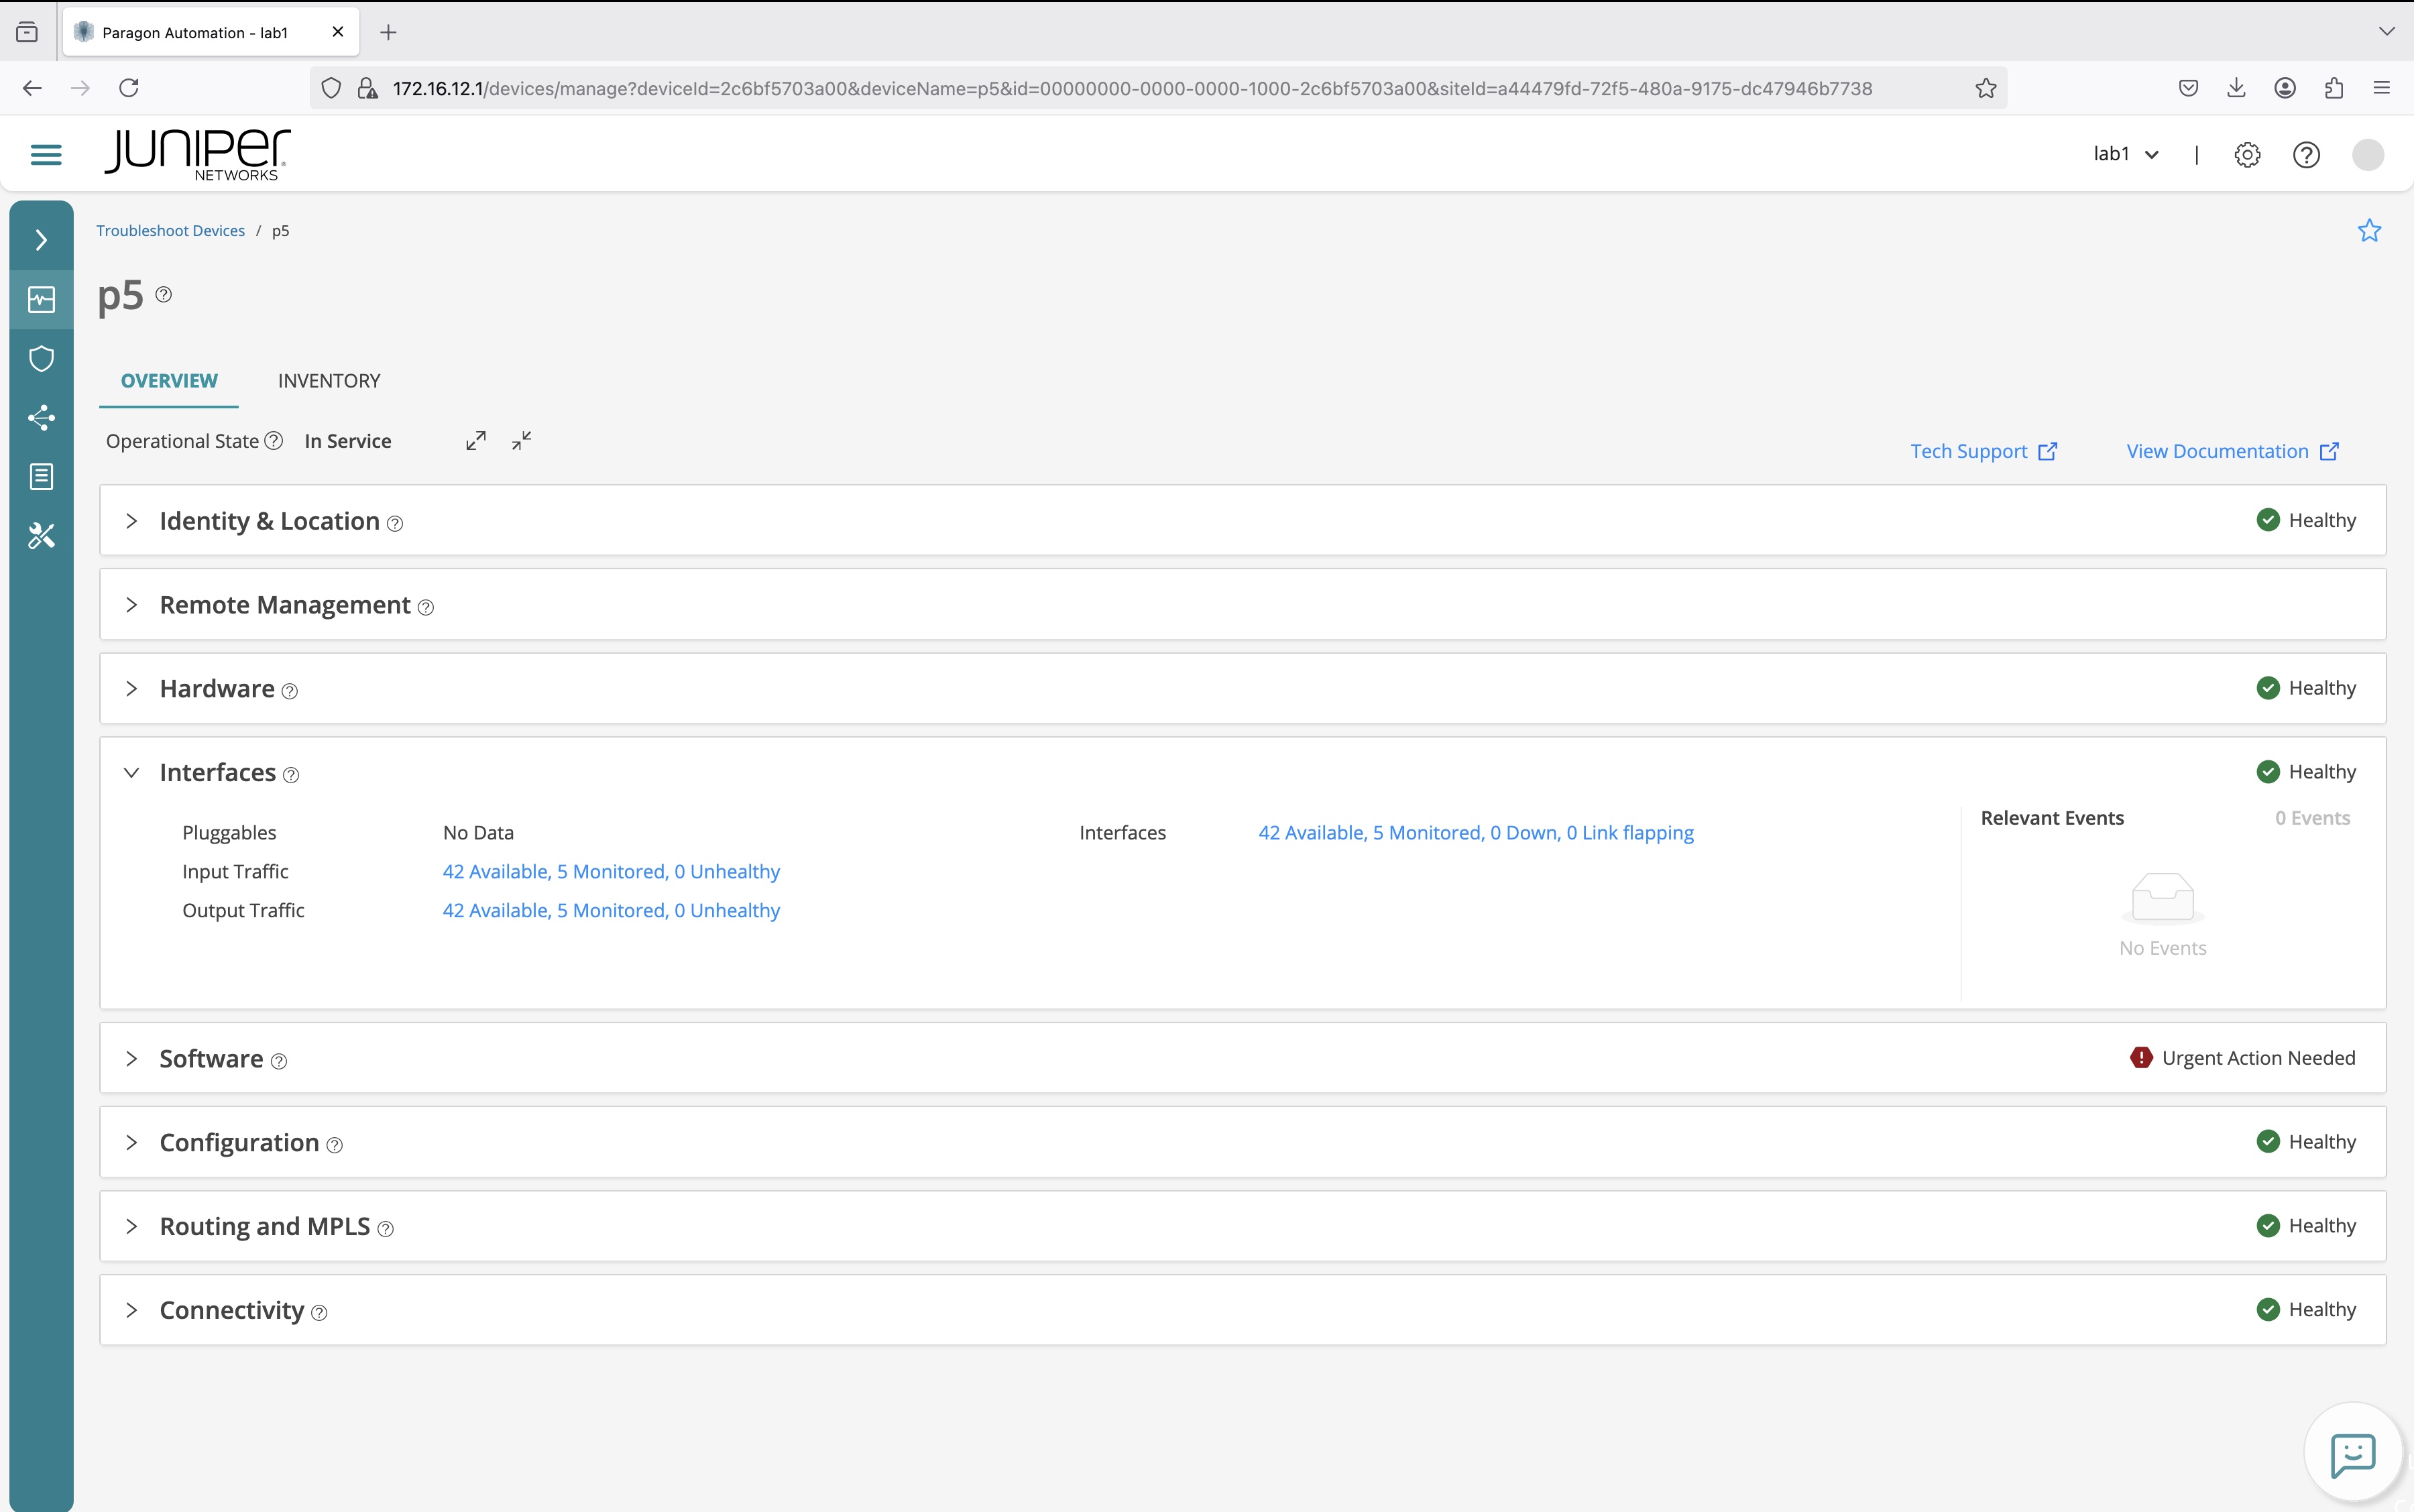 Paragon Automation - lab1
172.16.12.1/devices/manage?deviceId=2c6bf5703a00&deviceName=p5&id=00000000-0000-0000-1000-2c6bf5703a00&siteId=a44479fd-72f5-480a-9175-dc47946b7738
JUNIPER
NETWORKS
lab1 |
Troubleshoot Devices / p5
p5
OVERVIEW INVENTORY
Operational State In Service
Tech Support View Documentation
Identity & Location Healthy
Remote Management
Hardware Healthy
Interfaces Healthy
Pluggables No Data Interfaces 42 Available, 5 Monitored, 0 Down, 0 Link flapping
Input Traffic 42 Available, 5 Monitored, 0 Unhealthy
Output Traffic 42 Available, 5 Monitored, 0 Unhealthy
Relevant Events 0 Events
No Events
Software Urgent Action Needed
Configuration Healthy
Routing and MPLS Healthy
Connectivity Healthy